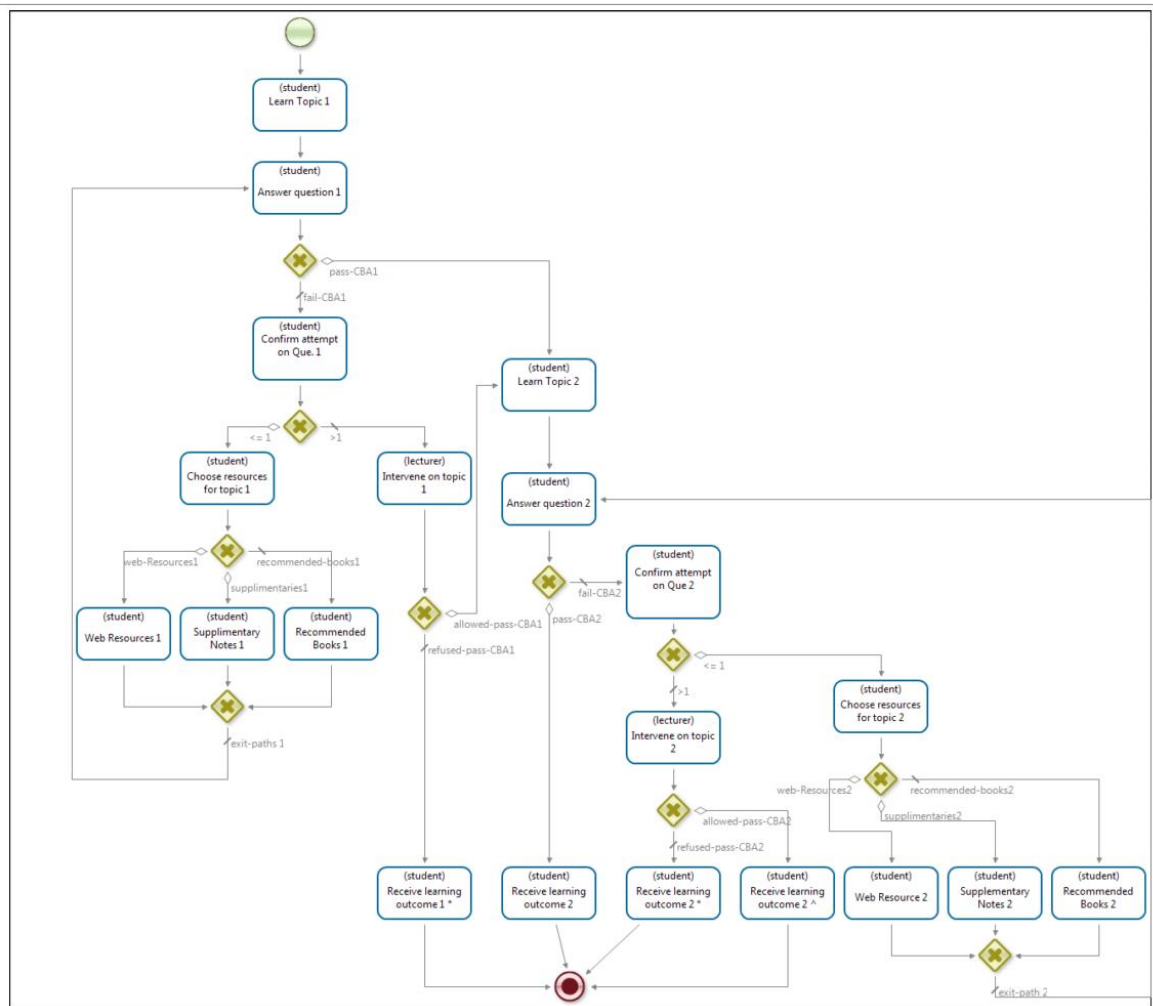 (student)
Learn Topic 1
(student)
Answer question 1
pass-CBA1
fail-CBA1
(student)
Confirm attempt
on Que. 1
(student)
Learn Topic 2
<= 1
>1
(student)
Choose resources
for topic 1
(lecturer)
Intervene on topic
1
(student)
Answer question 2
web-Resources1
recommended-books1
supplimentaries1
(student)
Confirm attempt
on Que 2
fail-CBA2
pass-CBA2
(student)
Web Resources 1
(student)
Supplimentary
Notes 1
(student)
Recommended
Books 1
allowed-pass-CBA1
refused-pass-CBA1
<= 1
>1
(student)
Choose resources
for topic 2
exit-paths 1
(lecturer)
Intervene on topic
2
web-Resources2
recommended-books2
supplimentaries2
allowed-pass-CBA2
refused-pass-CBA2
(student)
Receive learning
outcome 1 *
(student)
Receive learning
outcome 2
(student)
Receive learning
outcome 2 *
(student)
Receive learning
outcome 2 ^
(student)
Web Resource 2
(student)
Supplementary
Notes 2
(student)
Recommended
Books 2
exit-path 2